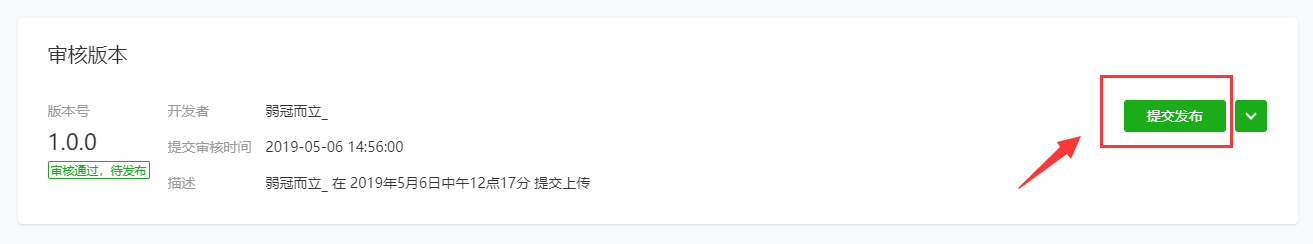 审核版本
版本号
1.0.0
审核通过，待发布
开发者 弱冠而立_
提交审核时间 2019-05-06 14:56:00
描述 弱冠而立_ 在 2019年5月6日中午12点17分 提交上传
提交发布